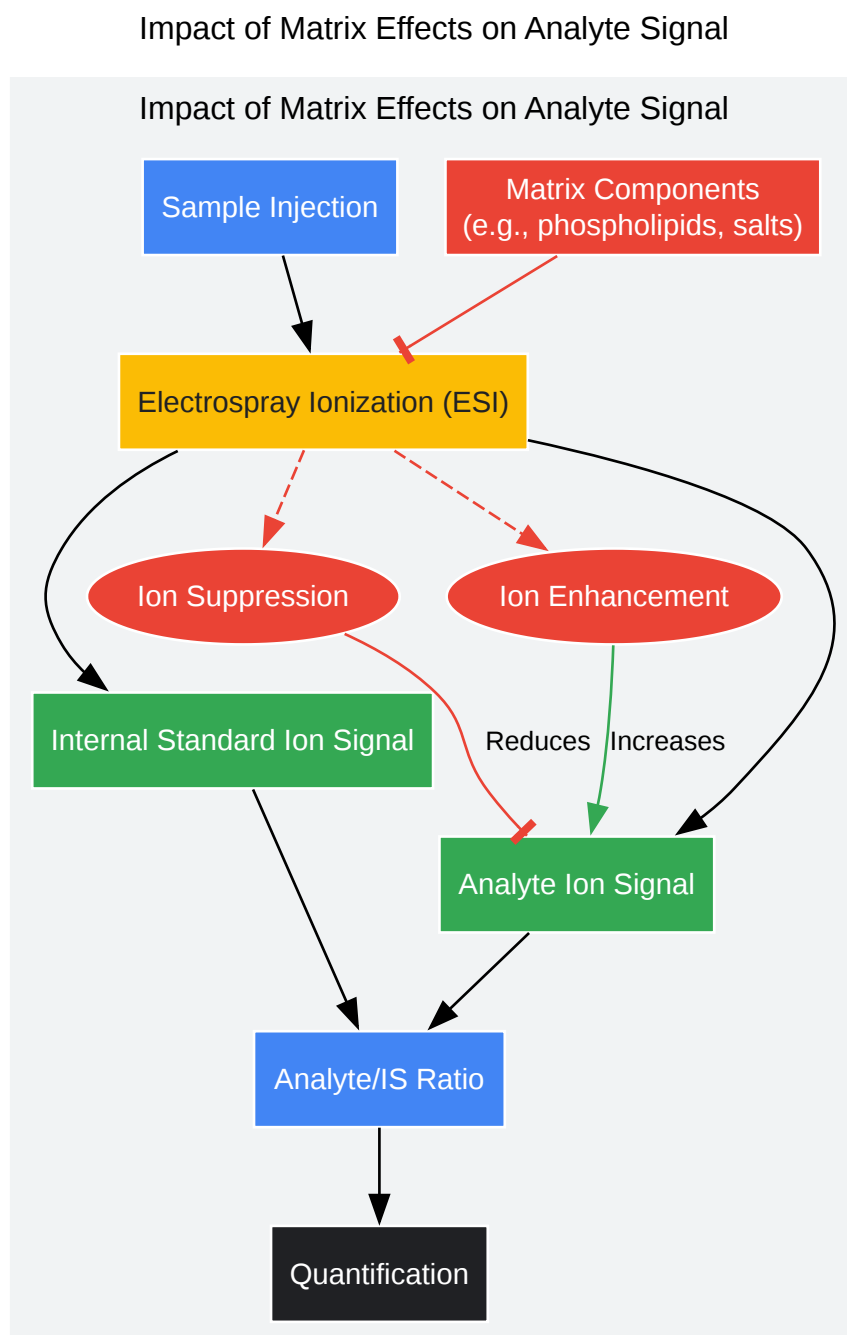 Impact of Matrix Effects on Analyte Signal
Impact of Matrix Effects on Analyte Signal
Sample Injection
Matrix Components
(e.g., phospholipids, salts)
Electrospray Ionization (ESI)
Ion Suppression
Ion Enhancement
Internal Standard Ion Signal
Reduces
Increases
Analyte Ion Signal
Analyte/IS Ratio
Quantification